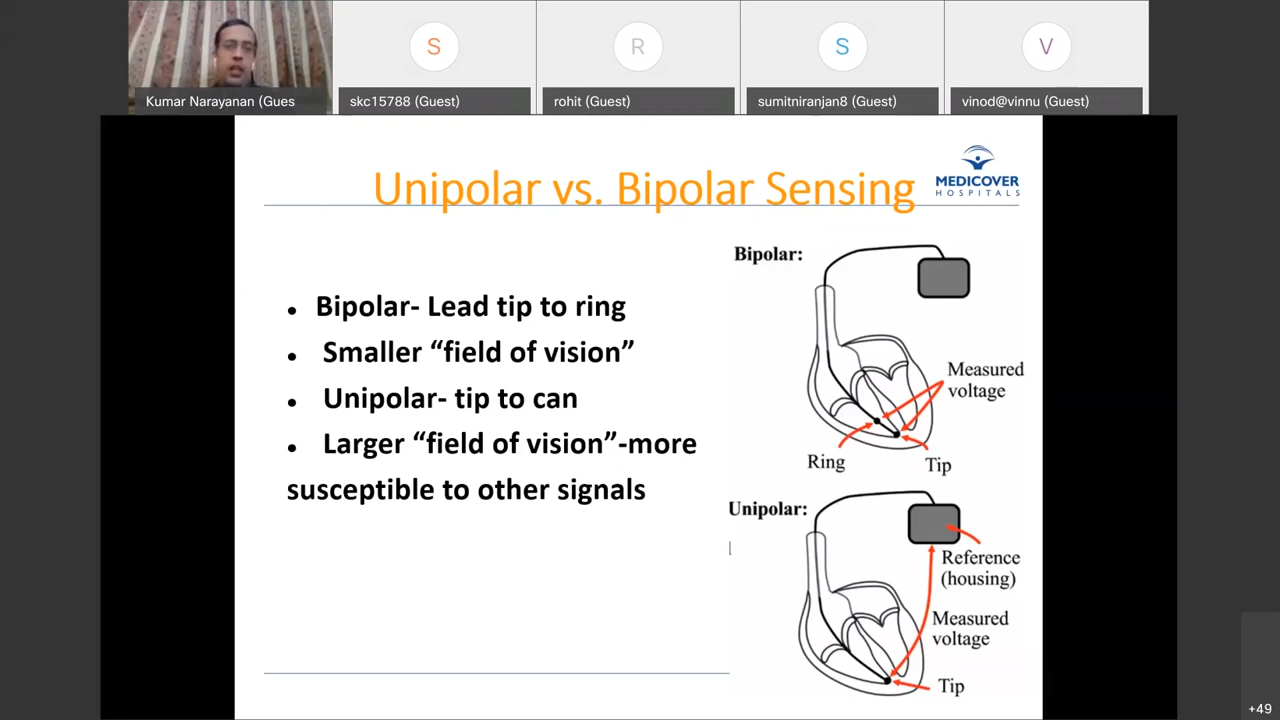 S
R
S
V
Kumar Narayanan (Gues
skc15788 (Guest)
rohit (Guest)
sumitniranjan8 (Guest)
vinod@vinnu (Guest)
MEDICOVER
HOSPITALS
Unipolar vs. Bipolar Sensing
• Bipolar- Lead tip to ring
• Smaller “field of vision”
• Unipolar- tip to can
• Larger “field of vision”-more
susceptible to other signals
Bipolar:
Measured
voltage
Ring
Tip
Unipolar:
Reference
(housing)
Measured
voltage
Tip
+49